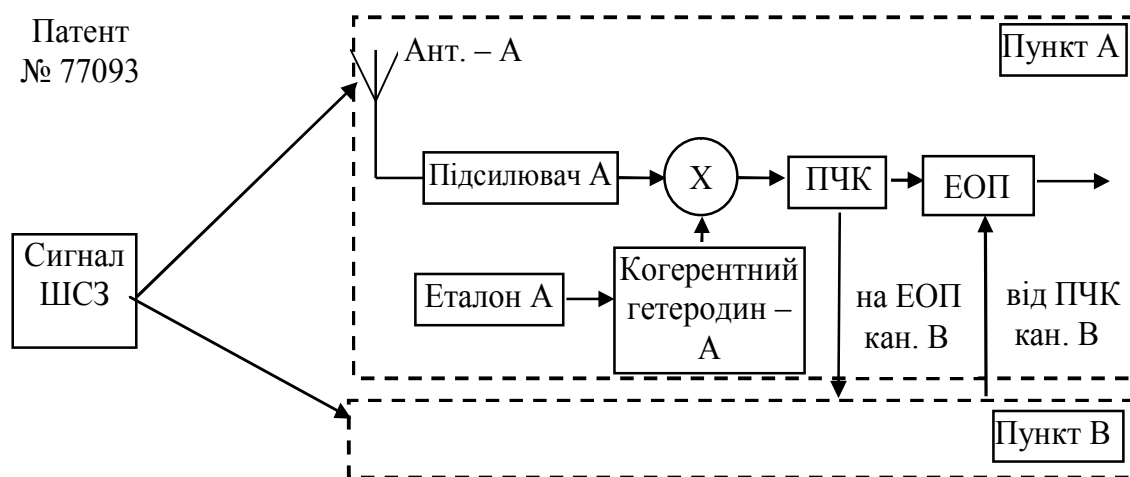 Патент
№ 77093
Ант. – А
Пункт А
Підсилювач А
Х
ПЧК
ЕОП
Сигнал
ШСЗ
Еталон А
Когерентний
гетеродин –
А
на ЕОП
кан. В
від ПЧК
кан. В
Пункт В